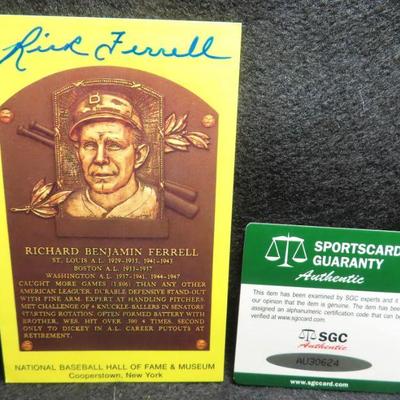 Rick Ferrell
B
RICHARD BENJAMIN FERRELL
ST. LOUIS A.L. 1929-1933, 1941-1943
BOSTON A.L. 1933-1937
WASHINGTON A.L. 1937-1941, 1944-1947
CAUGHT MORE GAMES (1,806) THAN ANY OTHER
AMERICAN LEAGUER. DURABLE DEFENSIVE STAND-OUT
WITH FINE ARM. EXPERT AT HANDLING PITCHERS.
MET CHALLENGE OF 4 KNUCKLE-BALLERS IN SENATORS'
STARTING ROTATION. OFTEN FORMED BATTERY WITH
BROTHER, WES. HIT OVER .300 4 TIMES. SECOND
ONLY TO DICKEY IN A.L. CAREER PUTOUTS AT
RETIREMENT.
NATIONAL BASEBALL HALL OF FAME & MUSEUM
Cooperstown, New York
SPORTSCARD
GUARANTY
Authentic
This item has been examined by SGC experts and it
our opinion that the item is genuine. The item has been
assigned an alphanumeric certification code that can b
verified at www.sgccard.com.
SGC
Authentic
AU30624
www.sgccard.com